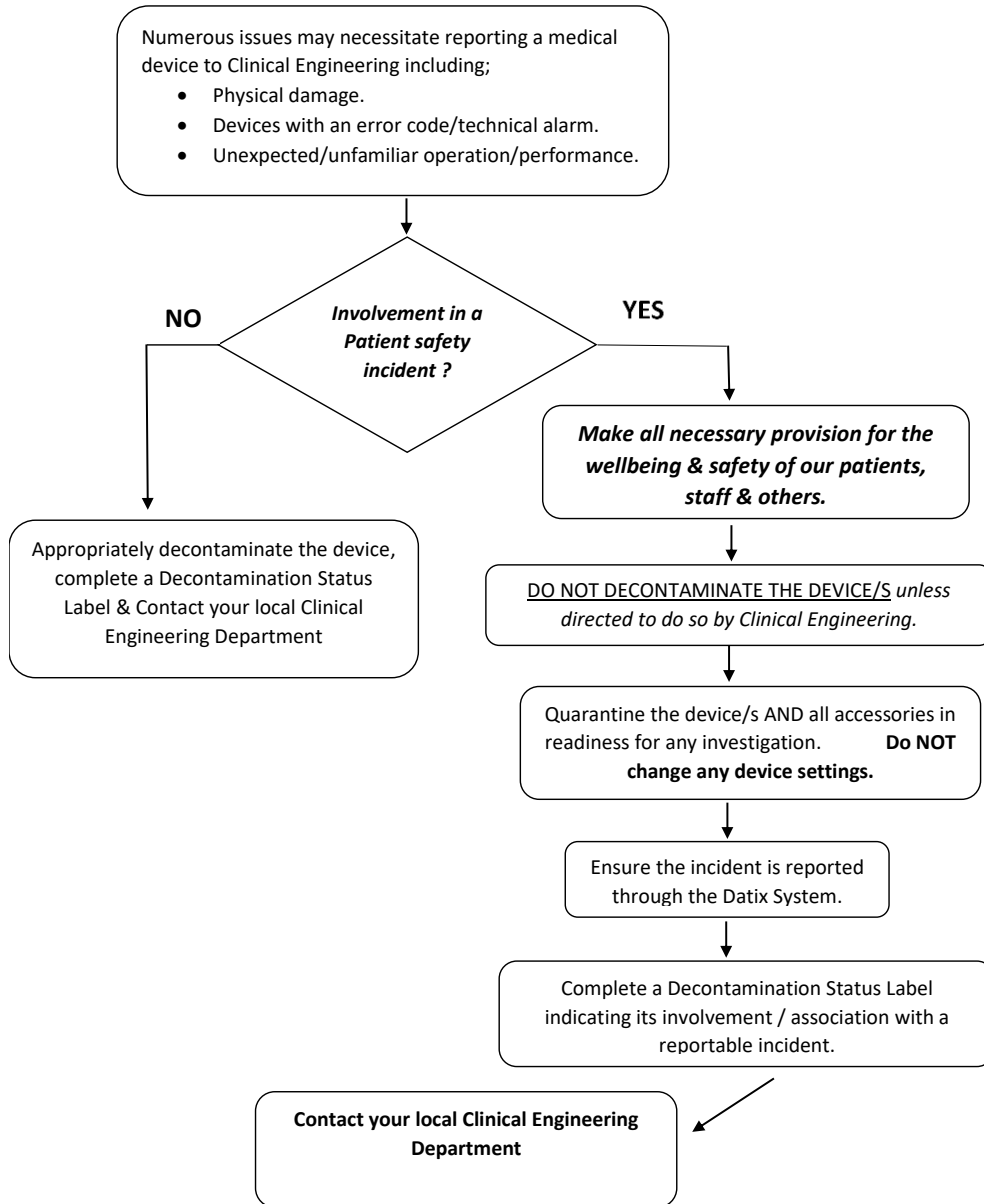 Numerous issues may necessitate reporting a medical
device to Clinical Engineering including;
• Physical damage.
• Devices with an error code/technical alarm.
• Unexpected/unfamiliar operation/performance.
Involvement in a
Patient safety
incident ?
NO
YES
Appropriately decontaminate the device,
complete a Decontamination Status
Label & Contact your local Clinical
Engineering Department
Make all necessary provision for the
wellbeing & safety of our patients,
staff & others.
DO NOT DECONTAMINATE THE DEVICE/S unless
directed to do so by Clinical Engineering.
Quarantine the device/s AND all accessories in
readiness for any investigation. Do NOT
change any device settings.
Ensure the incident is reported
through the Datix System.
Complete a Decontamination Status Label
indicating its involvement / association with a
reportable incident.
Contact your local Clinical Engineering
Department